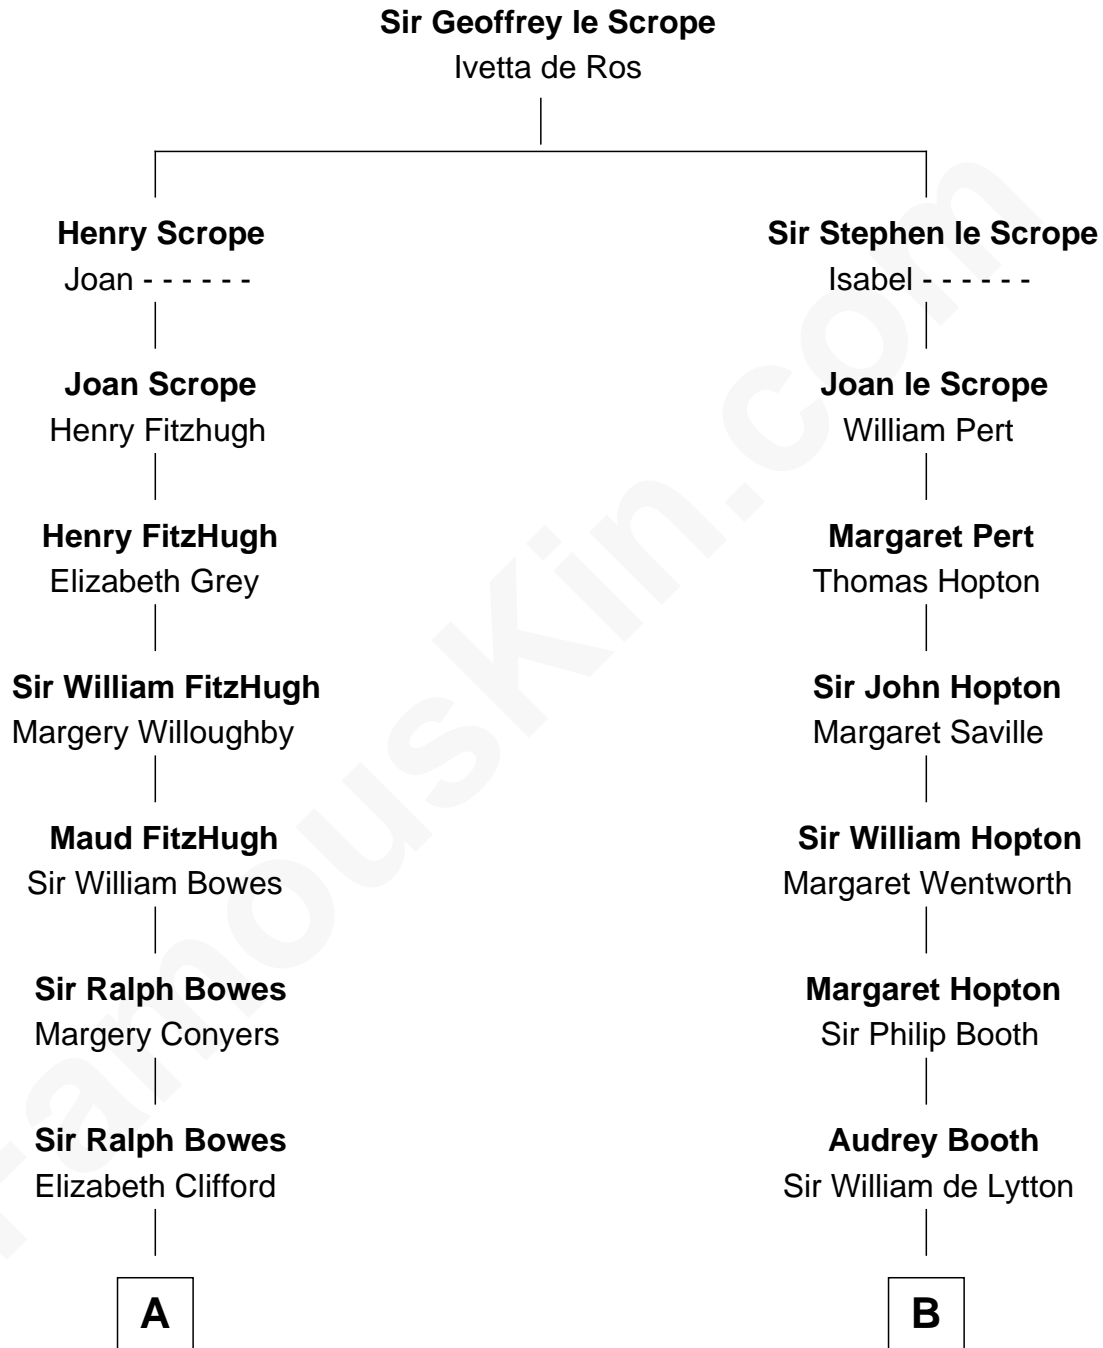 Sir Geoffrey le Scrope
Ivetta de Ros
Henry Scrope
Joan - - - - - -
Joan Scrope
Henry Fitzhugh
Henry FitzHugh
Elizabeth Grey
Sir William FitzHugh
Margery Willoughby
Maud FitzHugh
Sir William Bowes
Sir Ralph Bowes
Margery Conyers
Sir Ralph Bowes
Elizabeth Clifford
A
Sir Stephen le Scrope
Isabel - - - - - -
Joan le Scrope
William Pert
Margaret Pert
Thomas Hopton
Sir John Hopton
Margaret Saville
Sir William Hopton
Margaret Wentworth
Margaret Hopton
Sir Philip Booth
Audrey Booth
Sir William de Lytton
B
FamousKin.com